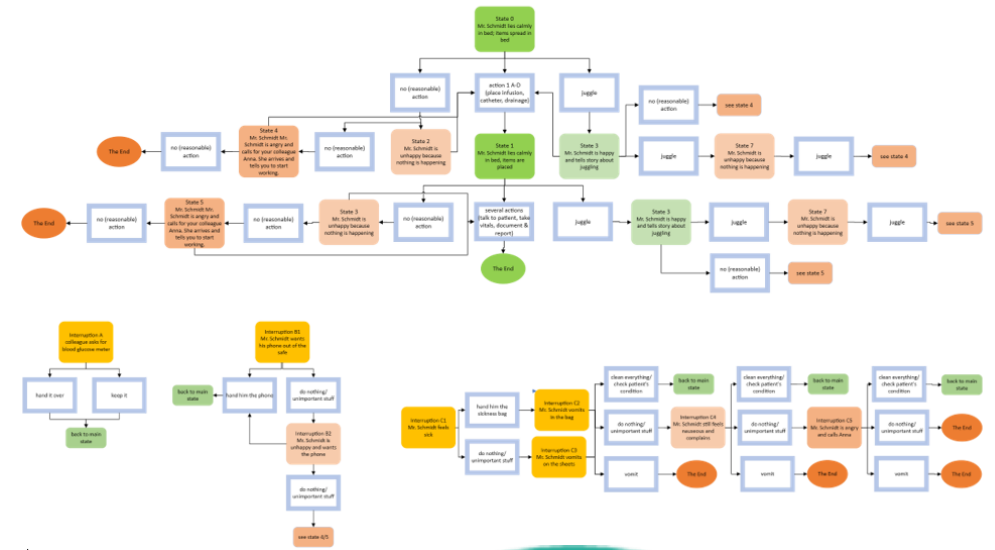 State 0
Mr. Schmidt lies calmly
in bed; items spread in
bed
no (reasonable)
action
action 1 A-D
(place infusion,
catheter, drainage)
juggle
no (reasonable)
action
see state 4
The End
no (reasonable)
action
State 4
Mr. Schmidt Mr.
Schmidt is angry and
calls for your colleague
Anna. She arrives and
tells you to start
working.
no (reasonable)
action
State 2
Mr. Schmidt is
unhappy because
nothing is happening
State 1
Mr. Schmidt lies calmly
in bed, items are
placed
State 3
Mr. Schmidt is happy
and tells story about
juggling
juggle
State 7
Mr. Schmidt is
unhappy because
nothing is happening
juggle
see state 4
The End
no (reasonable)
action
State 5
Mr. Schmidt Mr.
Schmidt is angry and
calls for your colleague
Anna. She arrives and
tells you to start
working.
no (reasonable)
action
State 3
Mr. Schmidt is
unhappy because
nothing is happening
no (reasonable)
action
several actions
(talk to patient, take
vitals, document &
report)
juggle
State 3
Mr. Schmidt is happy
and tells story about
juggling
juggle
State 7
Mr. Schmidt is
unhappy because
nothing is happening
juggle
see state 5
The End
no (reasonable)
action
see state 5
Interruption A
colleague asks for
blood glucose meter
hand it over
keep it
back to main
state
Interruption B1
Mr. Schmidt wants
his phone out of the
safe
back to main
state
hand him the phone
do nothing/
unimportant stuff
Interruption B2
Mr. Schmidt is
unhappy and wants
the phone
do nothing/
unimportant stuff
see state 4/5
Interruption C1
Mr. Schmidt feels
sick
hand him the
sickness bag
do nothing/
unimportant stuff
Interruption C2
Mr. Schmidt vomits
in the bag
Interruption C3
Mr. Schmidt vomits
on the sheets
clean everything/
check patient's
condition
back to main
state
do nothing/
unimportant stuff
Mr. Schmidt still feels
nauseous and
complains
vomit
The End
clean everything/
check patient's
condition
back to main
state
do nothing/
unimportant stuff
Interruption C5
Mr. Schmidt is angry
and calls Anna
vomit
The End
clean everything/
check patient's
condition
back to main
state
do nothing/
unimportant stuff
The End
vomit
The End